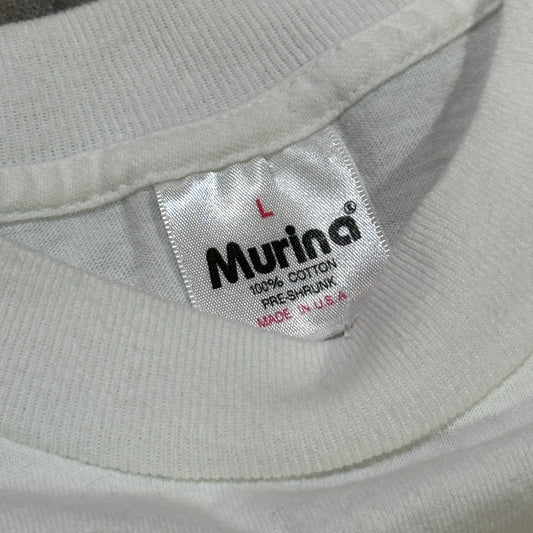 L
Murina®
100% COTTON
PRE-SHRUNK
MADE IN U.S.A